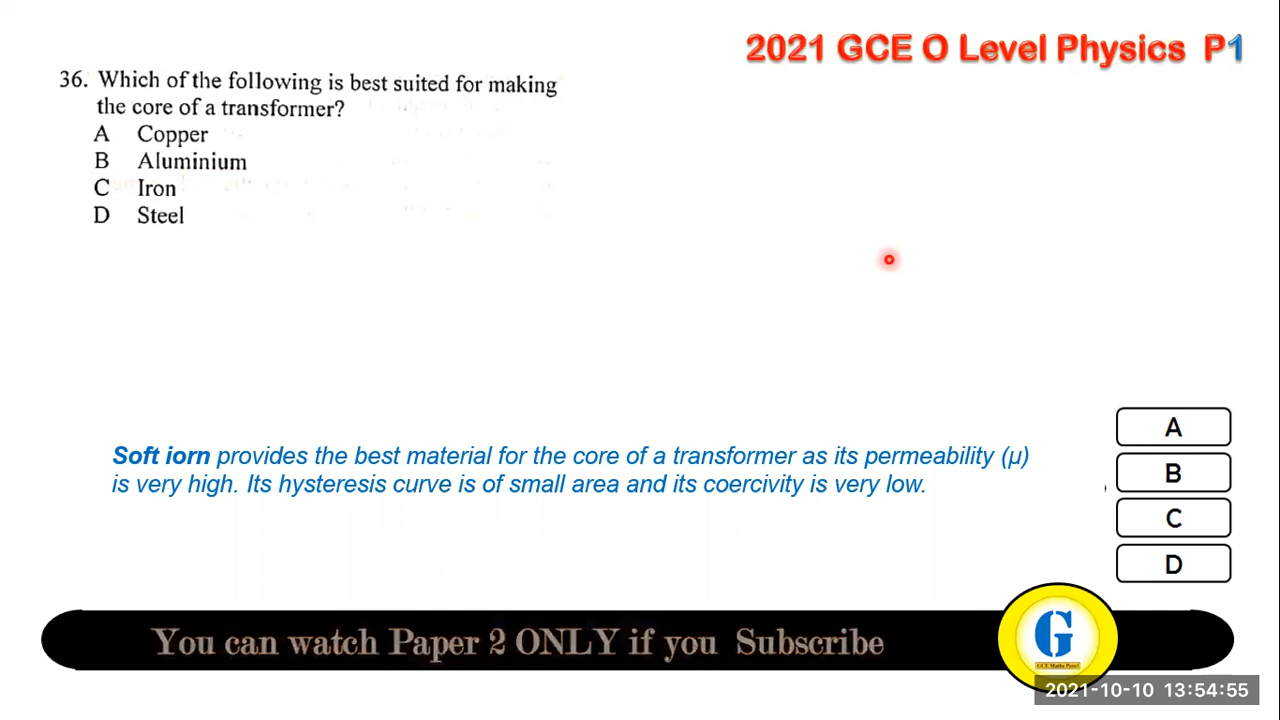 2021 GCE O Level Physics P1
36. Which of the following is best suited for making
the core of a transformer?
A Copper
B Aluminium
C Iron
D Steel
Soft iorn provides the best material for the core of a transformer as its permeability (μ)
is very high. Its hysteresis curve is of small area and its coercivity is very low.
A
B
C
D
You can watch Paper 2 ONLY if you Subscribe
G
GCE Maths Panel
2021-10-10 13:54:55